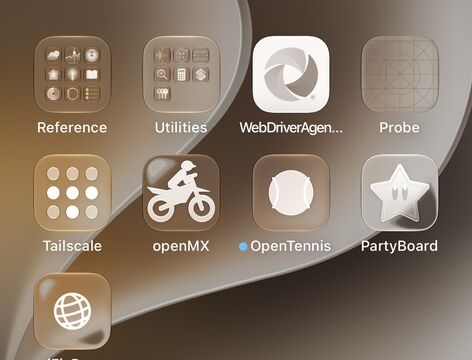 Reference
Utilities
WebDriverAgen...
Probe
Tailscale
openMX
OpenTennis
PartyBoard